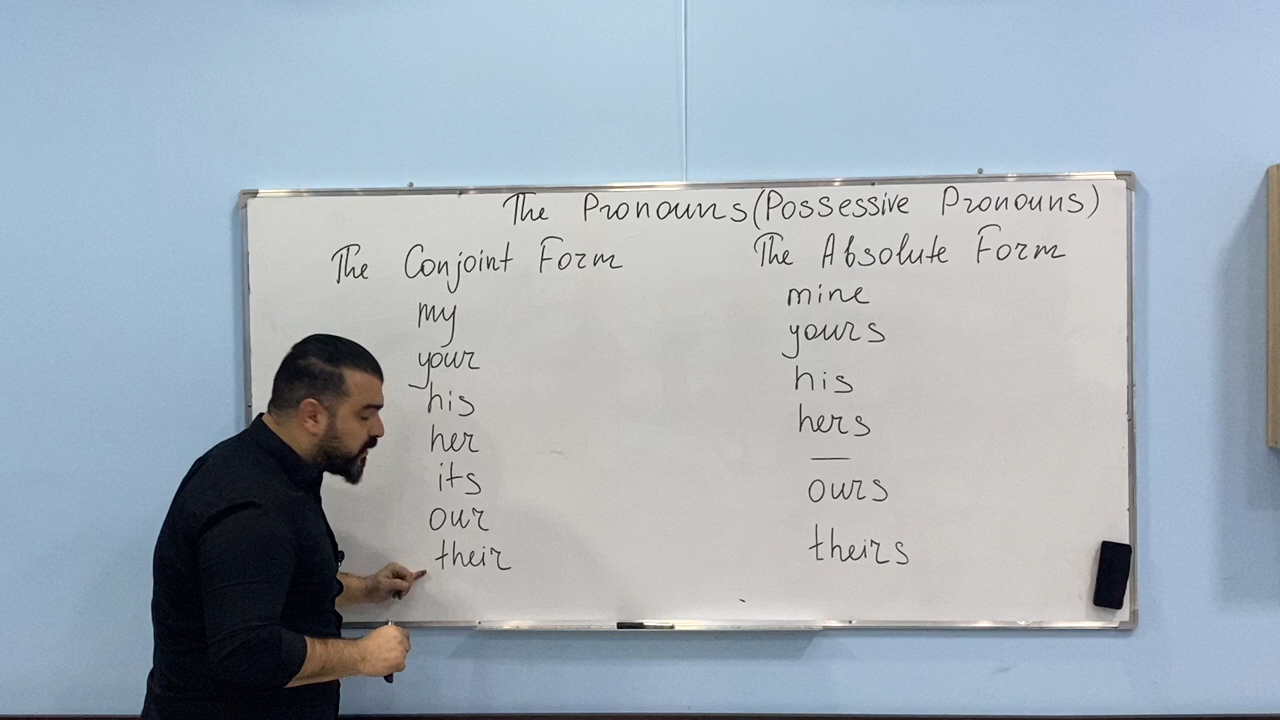 The Pronouns (Possessive Pronouns)
The Conjoint Form
my
your
his
her
its
our
their
The Absolute Form
mine
yours
his
hers
—
ours
theirs